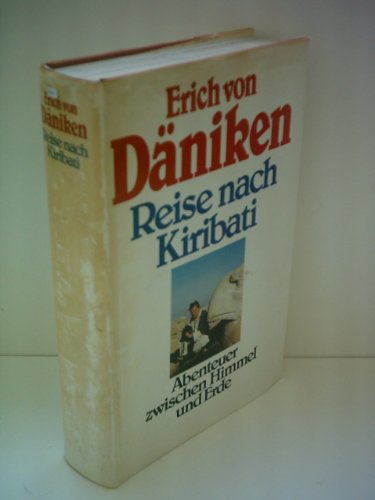 Erich von
Däniken
Reise nach
Kiribati
Erich von
Däniken
Reise nach
Kiribati
Abenteuer
zwischen Himmel
und Erde